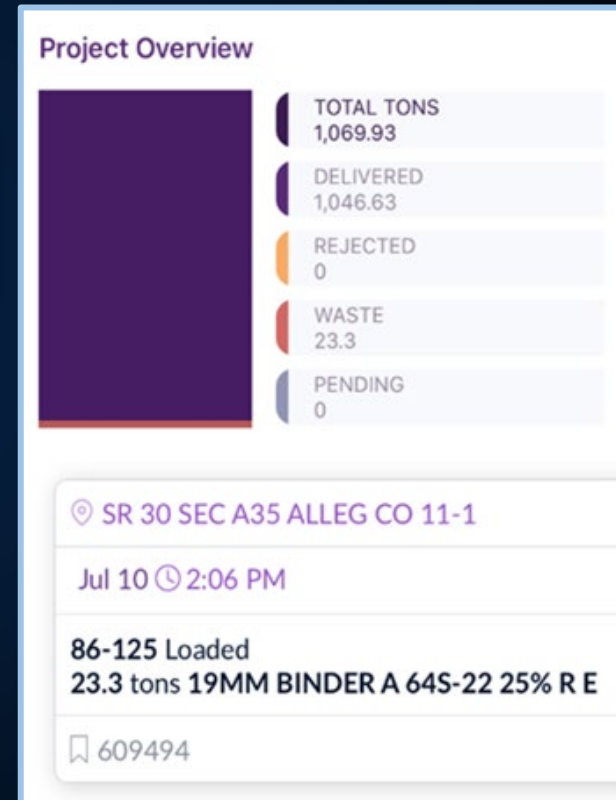 Project Overview
TOTAL TONS
1,069.93
DELIVERED
1,046.63
REJECTED
0
WASTE
23.3
PENDING
0
SR 30 SEC A35 ALLEG CO 11-1
Jul 10 2:06 PM
86-125 Loaded
23.3 tons 19MM BINDER A 64S-22 25% R E
609494